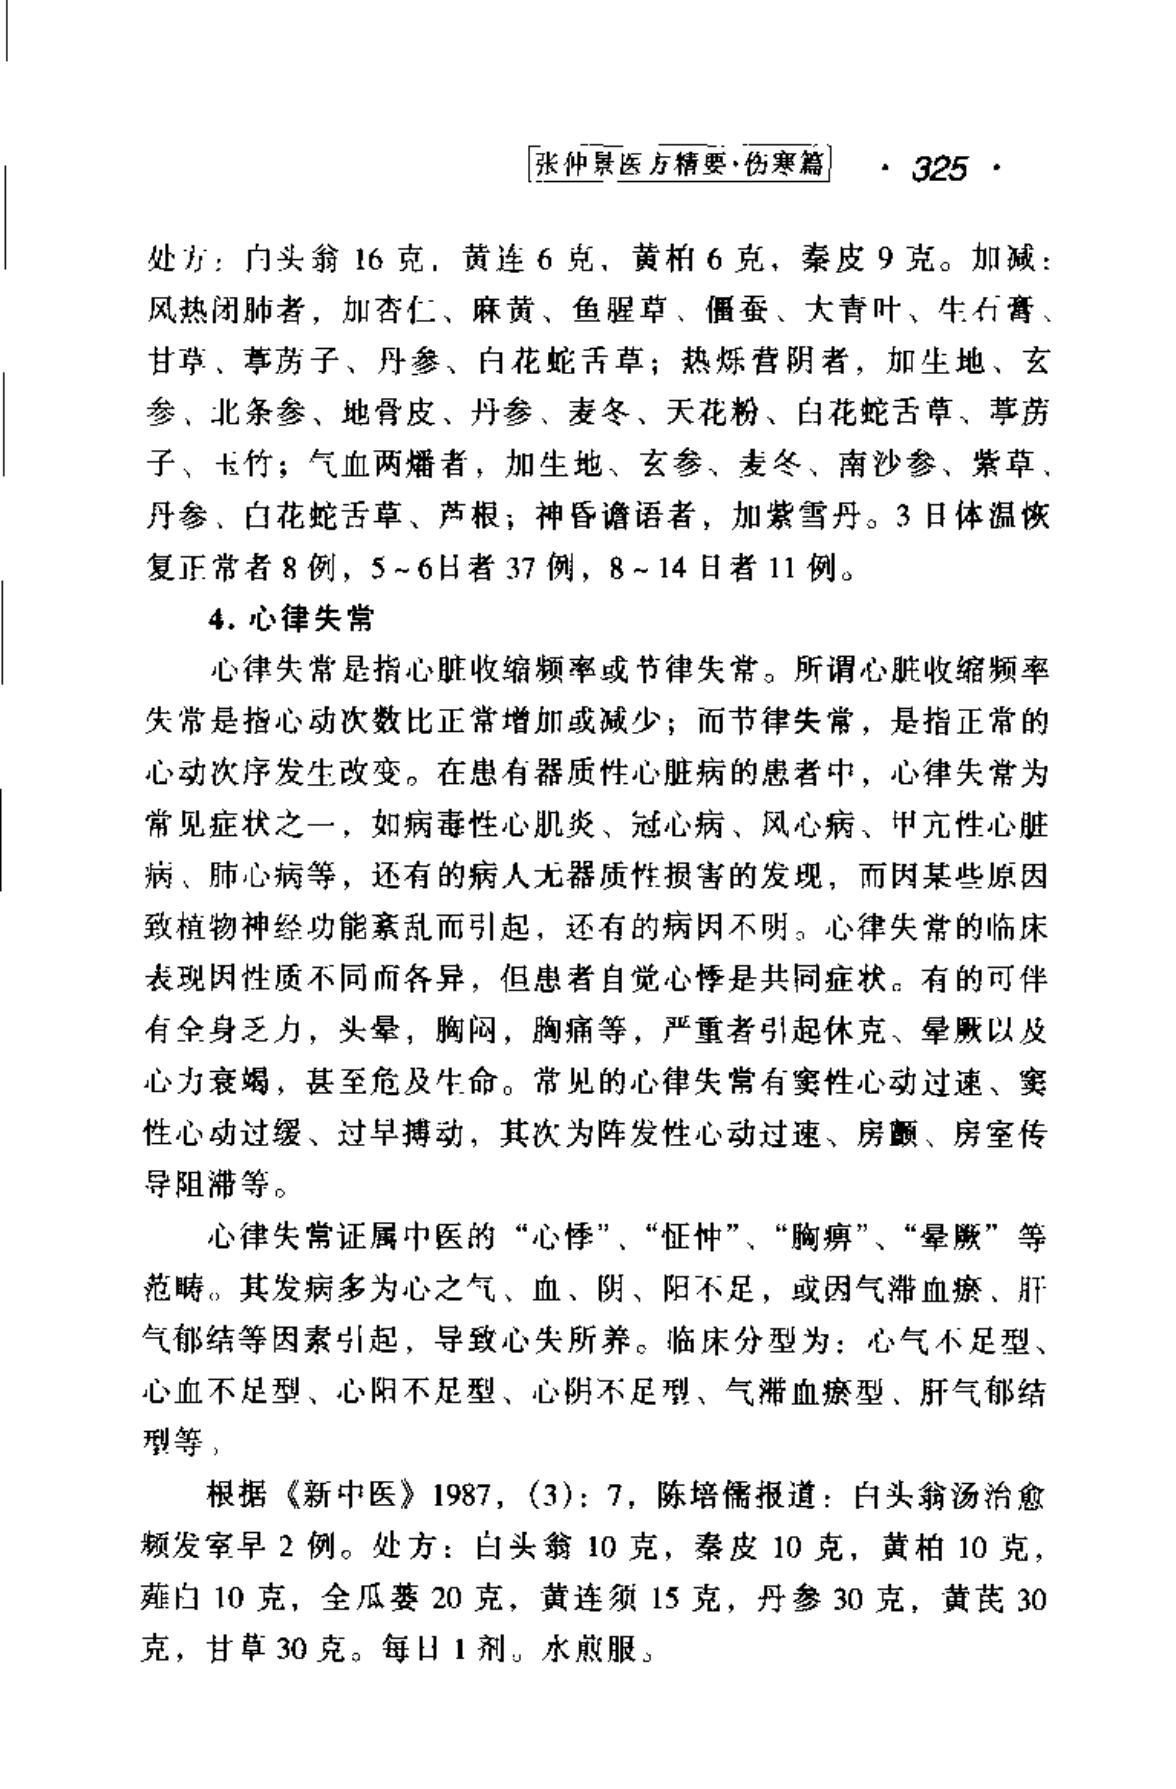 张仲景医方精要·伤寒篇 · 325 ·
处方：白头翁 16 克，黄连 6 克，黄柏 6 克，秦皮 9 克。加减：
风热闭肺者，加杏仁、麻黄、鱼腥草、僵蚕、大青叶、生石膏、
甘草、葶苈子、丹参、白花蛇舌草；热烁营阴者，加生地、玄
参、北条参、地骨皮、丹参、麦冬、天花粉、白花蛇舌草、葶苈
子、玉竹；气血两燔者，加生地、玄参、麦冬、南沙参、紫草、
丹参、白花蛇舌草、芦根；神昏谵语者，加紫雪丹。3 日体温恢
复正常者 8 例，5～6日者 37 例，8～14 日者 11 例。
4. 心律失常
心律失常是指心脏收缩频率或节律失常。所谓心脏收缩频率
失常是指心动次数比正常增加或减少；而节律失常，是指正常的
心动次序发生改变。在患有器质性心脏病的患者中，心律失常为
常见症状之一，如病毒性心肌炎、冠心病、风心病、甲亢性心脏
病、肺心病等，还有的病人无器质性损害的发现，而因某些原因
致植物神经功能紊乱而引起，还有的病因不明。心律失常的临床
表现因性质不同而各异，但患者自觉心悸是共同症状。有的可伴
有全身乏力，头晕，胸闷，胸痛等，严重者引起休克、晕厥以及
心力衰竭，甚至危及生命。常见的心律失常有窦性心动过速、窦
性心动过缓、过早搏动，其次为阵发性心动过速、房颤、房室传
导阻滞等。
心律失常证属中医的“心悸”、“怔忡”、“胸痹”、“晕厥”等
范畴。其发病多为心之气、血、阴、阳不足，或因气滞血瘀、肝
气郁结等因素引起，导致心失所养。临床分型为：心气不足型、
心血不足型、心阳不足型、心阴不足型、气滞血瘀型、肝气郁结
型等。
根据《新中医》1987，（3）：7，陈培儒报道：白头翁汤治愈
频发室早 2 例。处方：白头翁 10 克，秦皮 10 克，黄柏 10 克，
薤白 10 克，全瓜蒌 20 克，黄连须 15 克，丹参 30 克，黄芪 30
克，甘草 30 克。每日 1 剂。水煎服。